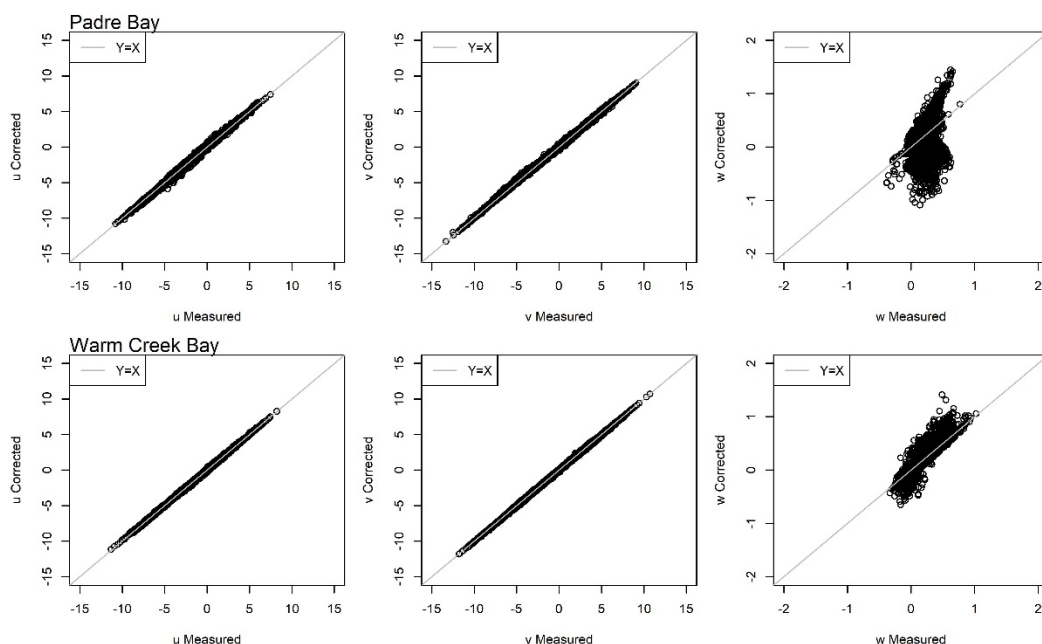 Padre Bay
15
10
5
0
-5
-10
-15
u Corrected
Y=X
-15 -10 -5 0 5 10 15
u Measured
15
10
5
0
-5
-10
-15
v Corrected
Y=X
-15 -10 -5 0 5 10 15
v Measured
2
1
0
-1
-2
w Corrected
Y=X
-2 -1 0 1 2
w Measured
Warm Creek Bay
15
10
5
0
-5
-10
-15
u Corrected
Y=X
-15 -10 -5 0 5 10 15
u Measured
15
10
5
0
-5
-10
-15
v Corrected
Y=X
-15 -10 -5 0 5 10 15
v Measured
2
1
0
-1
-2
w Corrected
Y=X
-2 -1 0 1 2
w Measured